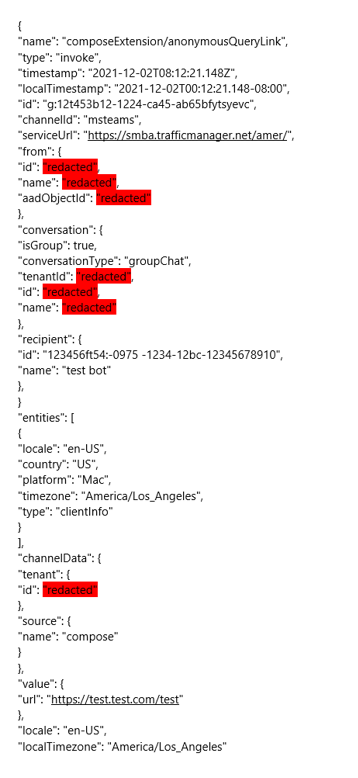 {
"name": "composeExtension/anonymousQueryLink",
"type": "invoke",
"timestamp": "2021-12-02T08:12:21.148Z",
"localTimestamp": "2021-12-02T00:12:21.148-08:00",
"id": "g:12t453b12-1224-ca45-ab65bfytsyevc",
"channelId": "msteams",
"serviceUrl": "https://smba.trafficmanager.net/amer/",
"from": {
"id": "redacted",
"name": "redacted",
"aadObjectId": "redacted"
},
"conversation": {
"isGroup": true,
"conversationType": "groupChat",
"tenantId": "redacted",
"id": "redacted",
"name": "redacted"
},
"recipient": {
"id": "123456ft54:-0975 -1234-12bc-12345678910",
"name": "test bot"
},
}
"entities": [
{
"locale": "en-US",
"country": "US",
"platform": "Mac",
"timezone": "America/Los_Angeles",
"type": "clientInfo"
}
],
"channelData": {
"tenant": {
"id": "redacted"
},
"source": {
"name": "compose"
}
},
"value": {
"url": "https://test.test.com/test"
},
"locale": "en-US",
"localTimezone": "America/Los_Angeles"